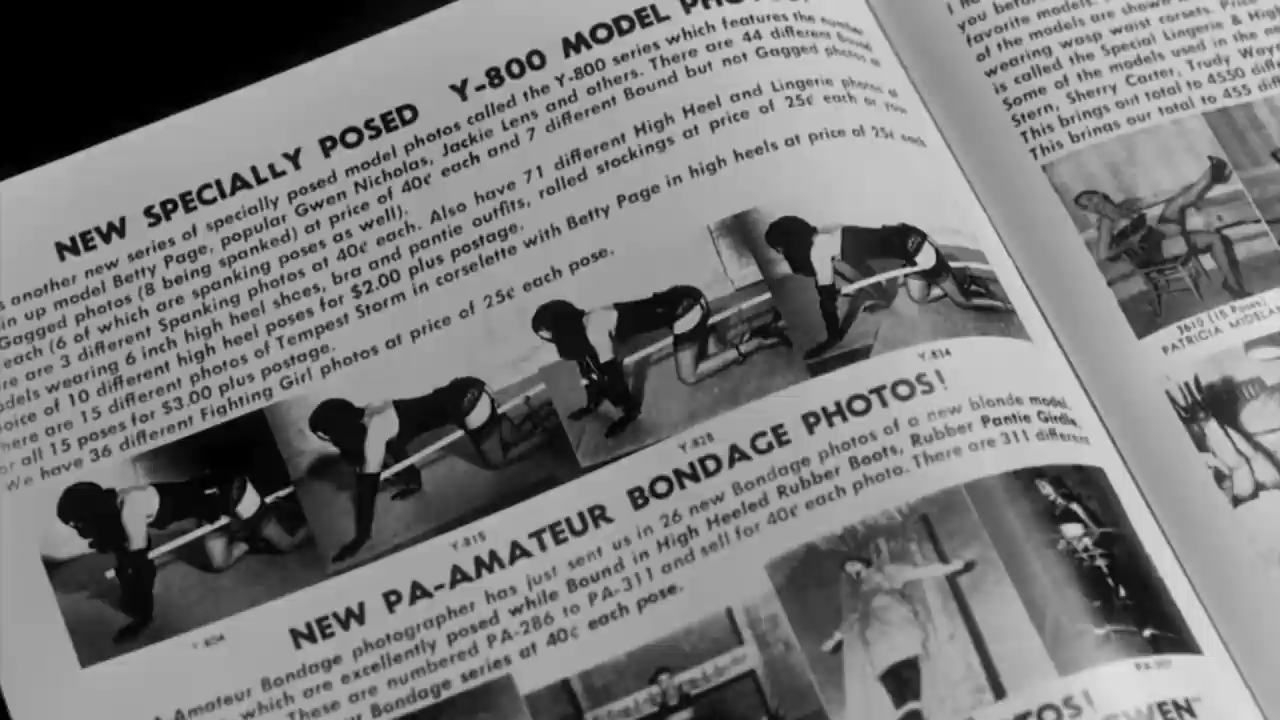 NEW SPECIALLY POSED Y-800 MODEL
another new series of specially posed model photos called the Y-800 series which features the number
up model Betty Page, popular Gwen Nicholas, Jackie Lens and others. There are 44 different Bound
Gagged photos (8 being spanked) at price of 40¢ each and 7 different Bound but not Gagged photos at
each (6 of which are spanking poses as well).
are 3 different Spanking photos at 40¢ each. Also have 71 different High Heel and Lingerie photos of
wearing 6 inch high heel shoes, bra and pantie outfits, rolled stockings at price of 25¢ each or you
of 10 different high heel poses for $2.00 plus postage.
here are 15 different photos of Tempest Storm in corselette with Betty Page in high heels at price of 25¢ each
or all 15 poses for $3.00 plus postage.
We have 36 different Fighting Girl photos at price of 25¢ each pose.
Y-804
Y-815
Y-828
Y-814
NEW PA-AMATEUR BONDAGE PHOTOS!
Amateur Bondage photographer has just sent us in 26 new Bondage photos of a new blonde model,
which are excellently posed while Bound in High Heeled Rubber Boots, Rubber Pantie Girdle,
These are numbered PA-286 to PA-311 and sell for 40¢ each photo. There are 311 different
Bondage series at 40¢ each pose.
you
favorite models.
of the models are shown
wearing wasp waist corsets. Price
is called the Special Lingerie & High
Some of the models used in the
Stern, Sherry Carter, Trudy
This brings out total to 4550
This brings our total to 455
3610 (18 Poses)
PATRICIA